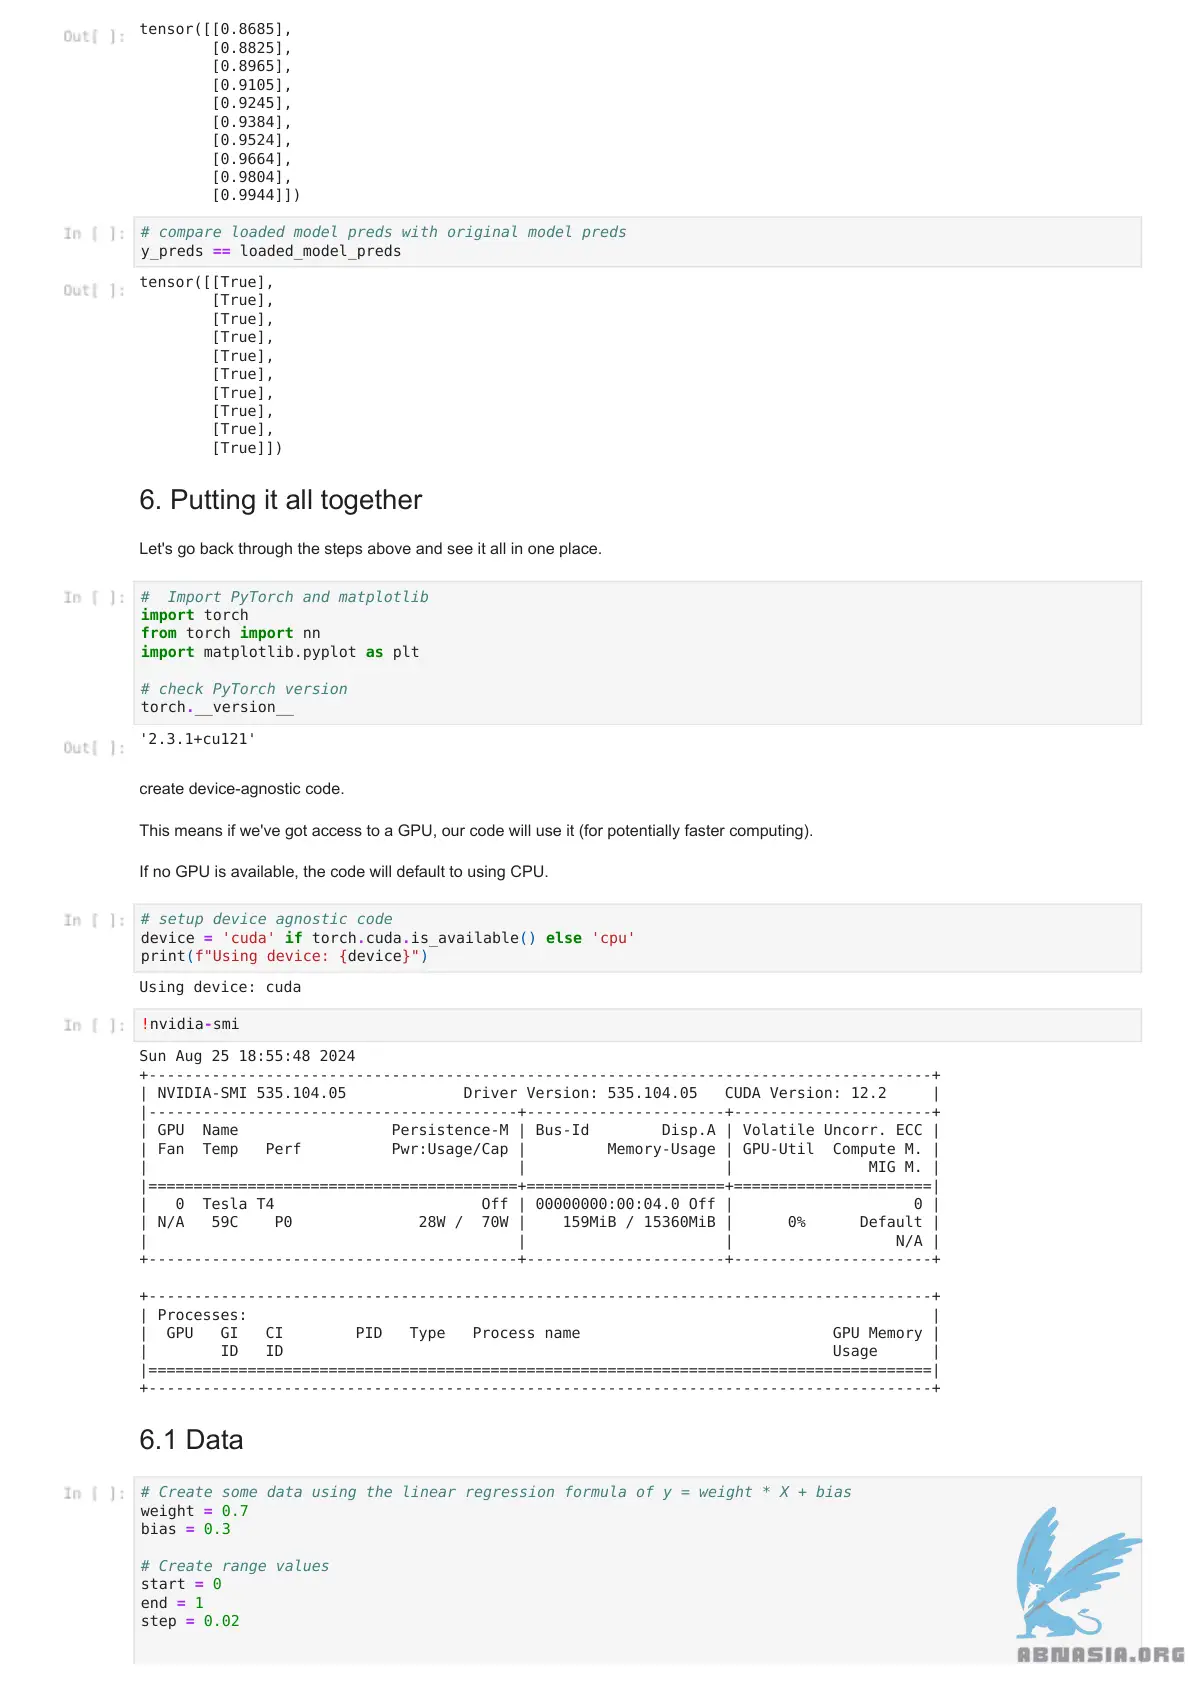 Out[ ]: tensor([[0.8685],
        [0.8825],
        [0.8965],
        [0.9105],
        [0.9245],
        [0.9384],
        [0.9524],
        [0.9664],
        [0.9804],
        [0.9944]])
In [ ]: # compare loaded model preds with original model preds
y_preds == loaded_model_preds
Out[ ]: tensor([[True],
        [True],
        [True],
        [True],
        [True],
        [True],
        [True],
        [True],
        [True],
        [True]])
6. Putting it all together
Let's go back through the steps above and see it all in one place.
In [ ]: #  Import PyTorch and matplotlib
import torch
from torch import nn
import matplotlib.pyplot as plt
# check PyTorch version
torch.__version__
Out[ ]: '2.3.1+cu121'
create device-agnostic code.
This means if we've got access to a GPU, our code will use it (for potentially faster computing).
If no GPU is available, the code will default to using CPU.
In [ ]: # setup device agnostic code
device = 'cuda' if torch.cuda.is_available() else 'cpu'
print(f"Using device: {device}")
Using device: cuda
In [ ]: !nvidia-smi
Sun Aug 25 18:55:48 2024
+---------------------------------------------------------------------------------------+
| NVIDIA-SMI 535.104.05             Driver Version: 535.104.05   CUDA Version: 12.2     |
|-----------------------------------------+----------------------+----------------------+
| GPU  Name                 Persistence-M | Bus-Id        Disp.A | Volatile Uncorr. ECC |
| Fan  Temp   Perf          Pwr:Usage/Cap |         Memory-Usage | GPU-Util  Compute M. |
|                                         |                      |               MIG M. |
|=========================================+======================+======================|
|   0  Tesla T4                       Off | 00000000:00:04.0 Off |                    0 |
| N/A   59C    P0              28W /  70W |    159MiB / 15360MiB |      0%      Default |
|                                         |                      |                  N/A |
+-----------------------------------------+----------------------+----------------------+
+---------------------------------------------------------------------------------------+
| Processes:                                                                            |
|  GPU   GI   CI        PID   Type   Process name                            GPU Memory |
|        ID   ID                                                             Usage      |
|=======================================================================================|
+---------------------------------------------------------------------------------------+
6.1 Data
In [ ]: # Create some data using the linear regression formula of y = weight * X + bias
weight = 0.7
bias = 0.3
# Create range values
start = 0
end = 1
step = 0.02
ABNASIA.ORG